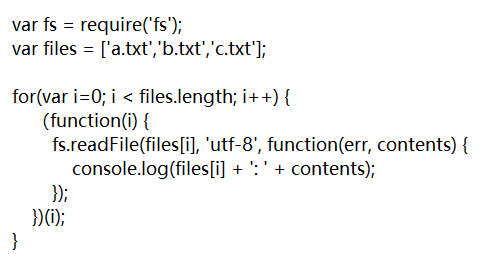 var fs = require('fs');
var files = ['a.txt','b.txt','c.txt'];

for(var i=0; i < files.length; i++) {
     (function(i) {
       fs.readFile(files[i], 'utf-8', function(err, contents) {
           console.log(files[i] + ': ' + contents);
       });
   })(i);
}